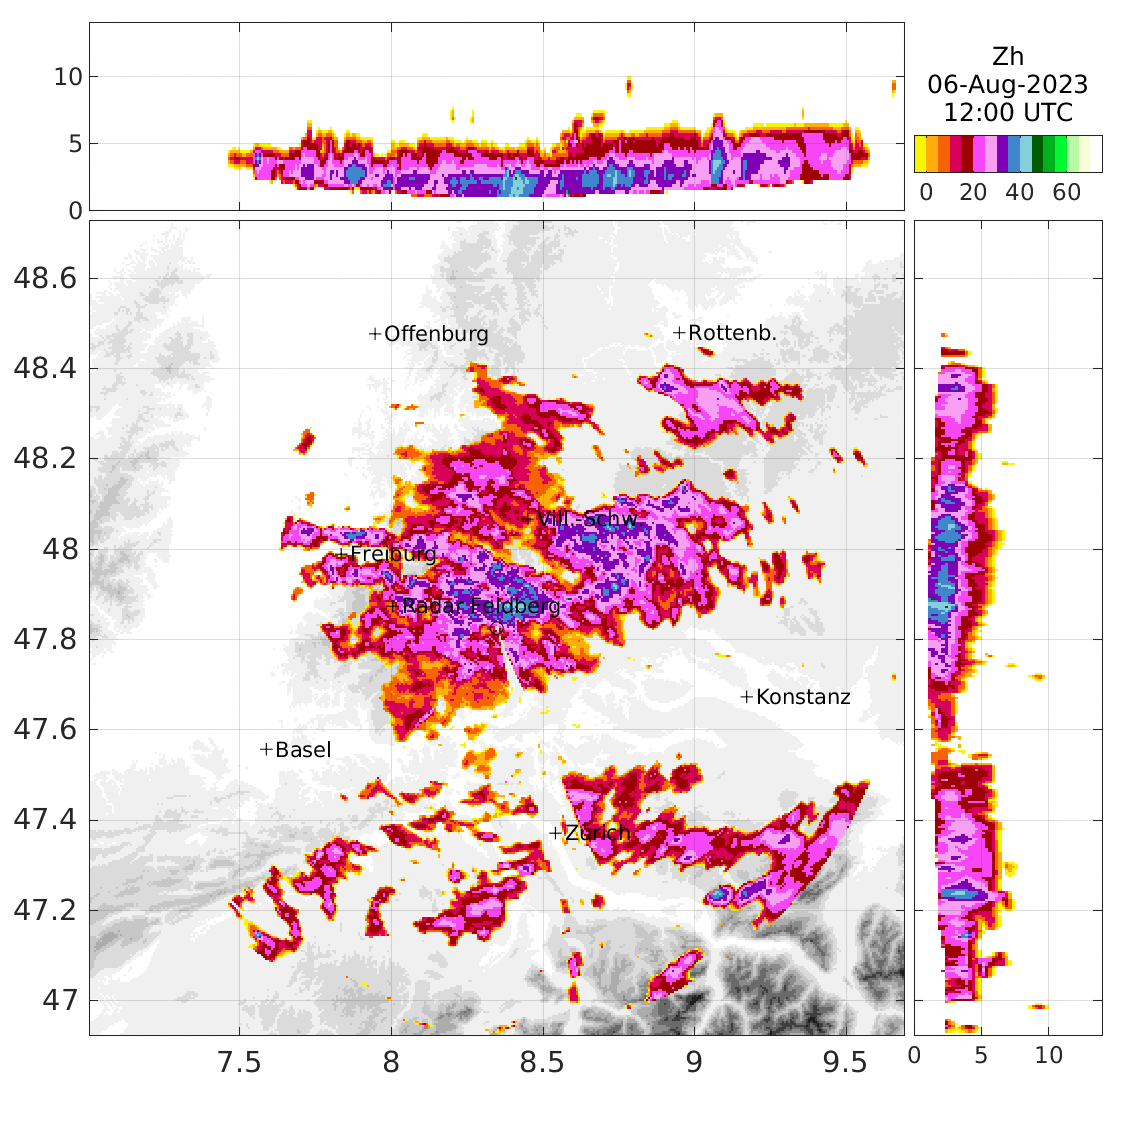 10
5
0
Zh
06-Aug-2023
12:00 UTC
0 20 40 60
48.6
48.4
48.2
48
47.8
47.6
47.4
47.2
47
+Offenburg
+Rottenb.
+Vill.-Schw
+Freiburg
+Radar Feldberg
+Konstanz
+Basel
+Zürich
7.5 8 8.5 9 9.5
0 5 10